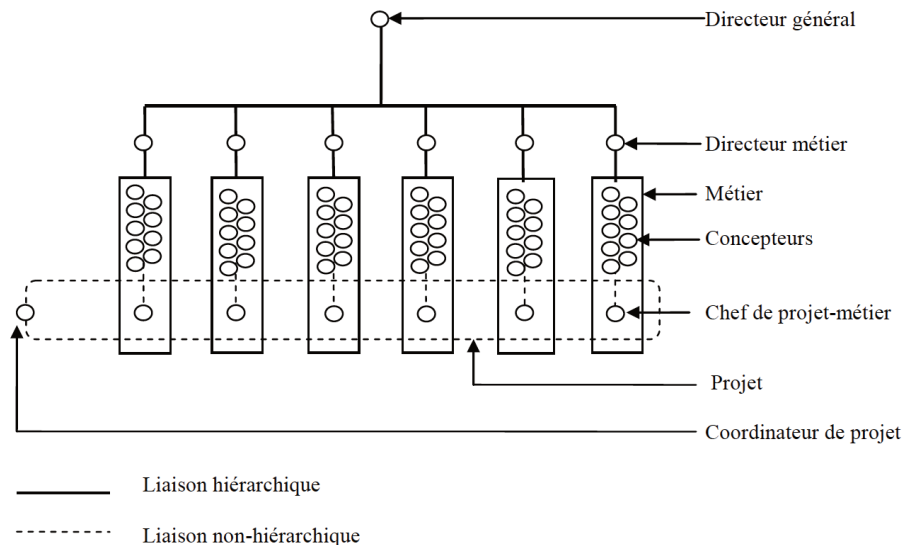 Directeur général
Directeur métier
Métier
Concepteurs
Chef de projet-métier
Projet
Coordinateur de projet
Liaison hiérarchique
Liaison non-hiérarchique